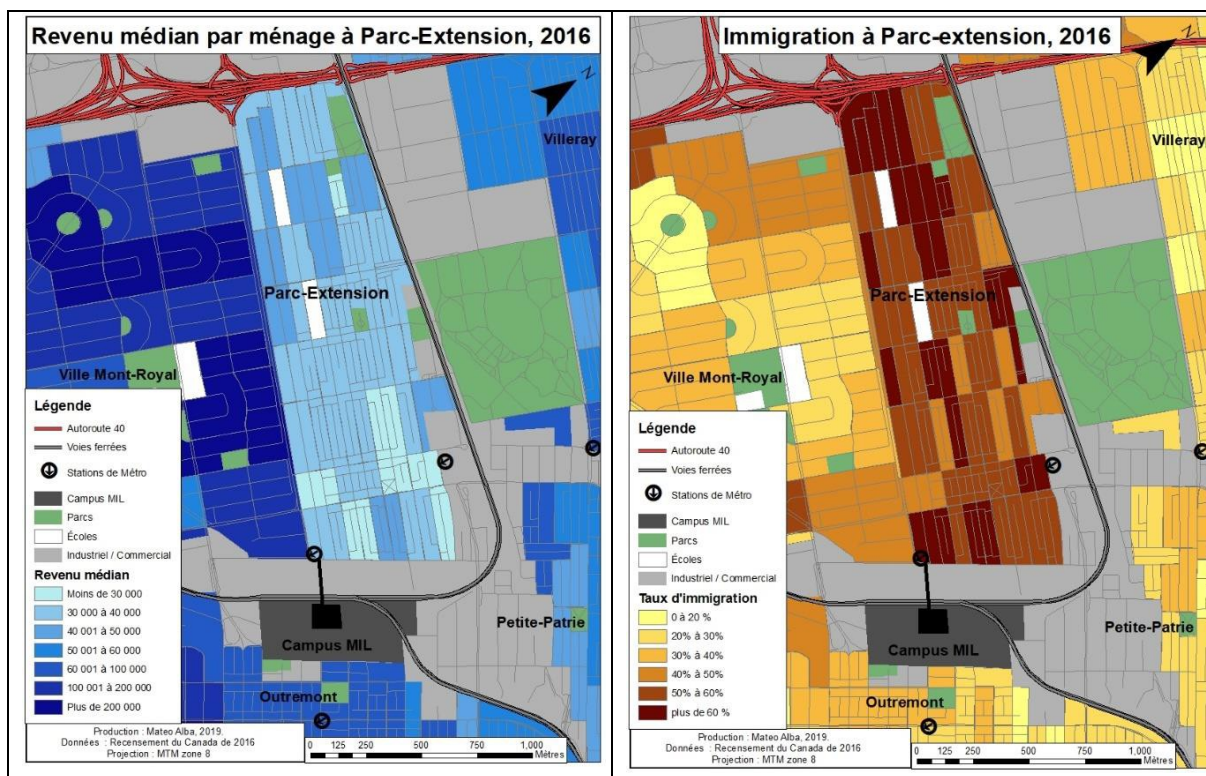 Revenu médian par ménage à Parc-Extension, 2016
N
Villeray
Parc-Extension
Ville Mont-Royal
Légende
Autoroute 40
Voies ferrées
Stations de Métro
Campus MIL
Parcs
Écoles
Industriel / Commercial
Revenu médian
Moins de 30 000
30 000 à 40 000
40 001 à 50 000
50 001 à 60 000
60 001 à 100 000
100 001 à 200 000
Plus de 200 000
Petite-Patrie
Campus MIL
Outremont
Production : Mateo Alba, 2019.
Données : Recensement du Canada de 2016
Projection : MTM zone 8
0 125 250 500 750 1,000
Mètres
Immigration à Parc-extension, 2016
N
Villeray
Parc-Extension
Ville Mont-Royal
Légende
Autoroute 40
Voies ferrées
Stations de Métro
Campus MIL
Parcs
Écoles
Industriel / Commercial
Taux d'immigration
0 à 20 %
20% à 30%
30% à 40%
40% à 50%
50% à 60%
plus de 60 %
Petite-Patrie
Campus MIL
Outremont
Production : Mateo Alba, 2019.
Données : Recensement du Canada de 2016
Projection : MTM zone 8
0 125 250 500 750 1,000
Mètres